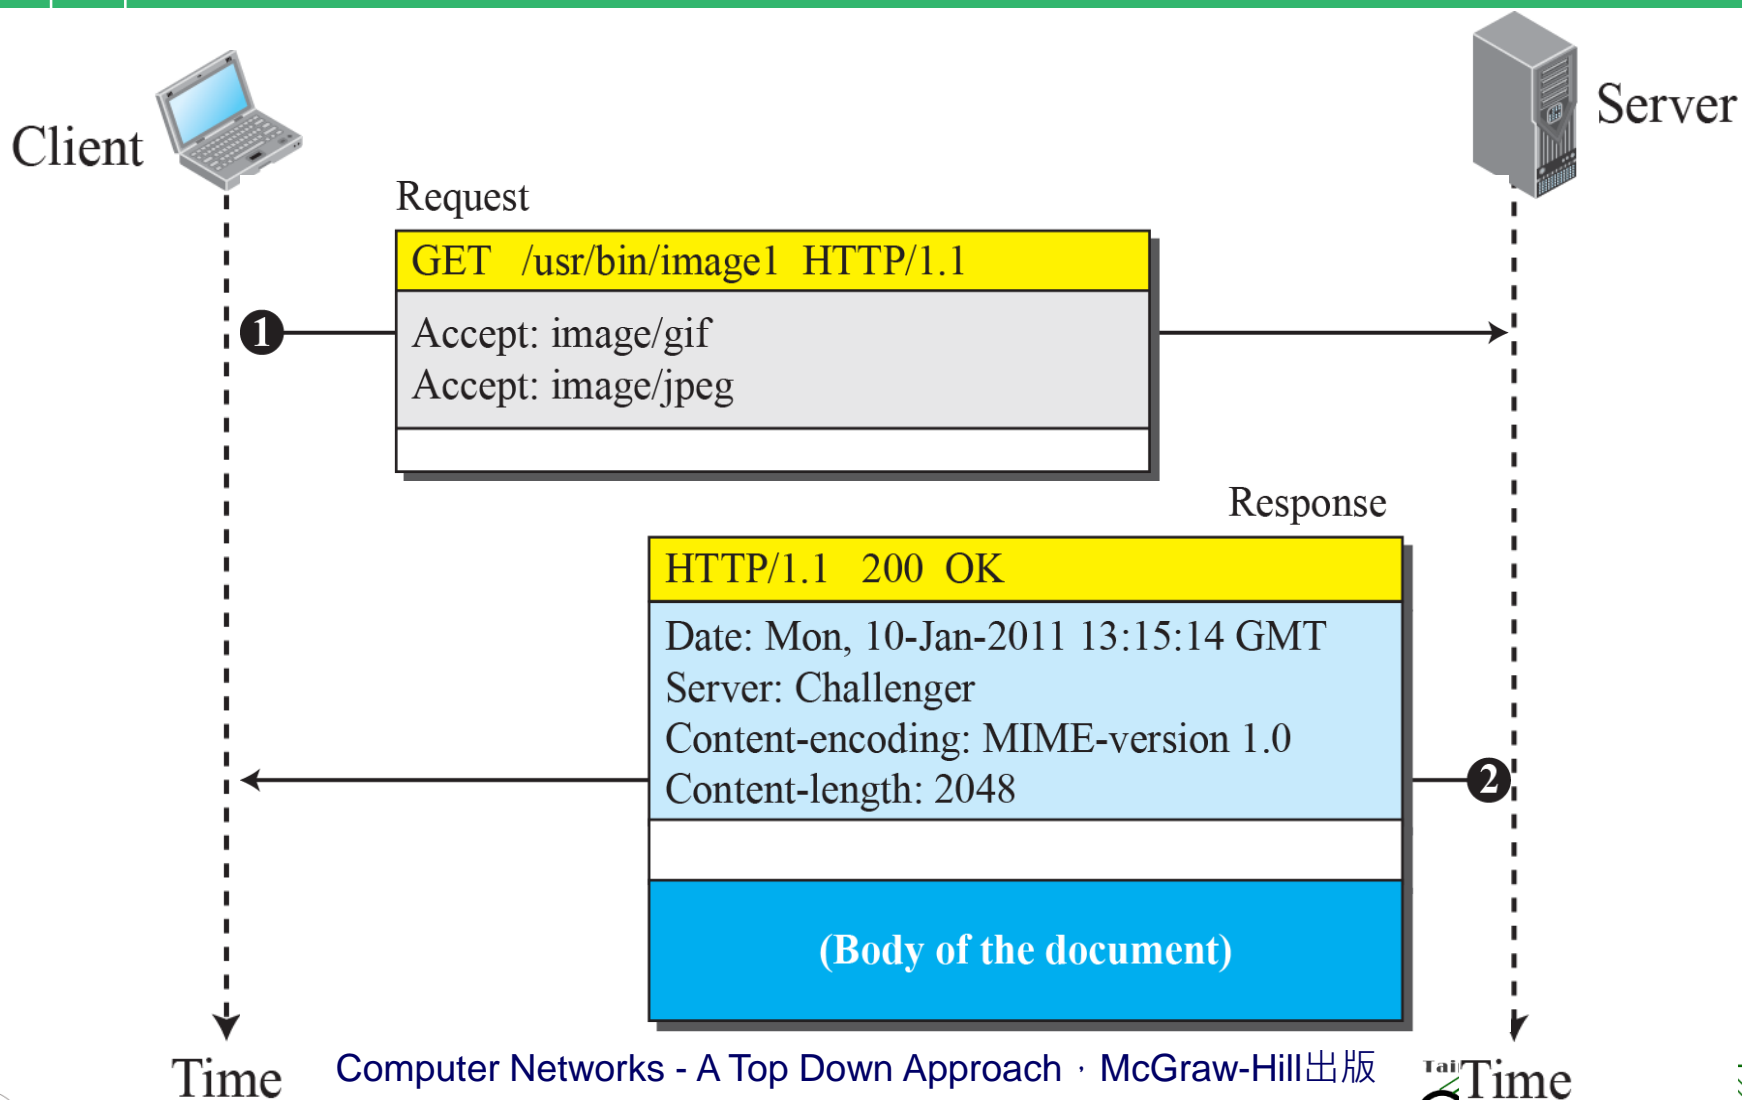 Client
Server
Request
GET /usr/bin/image1 HTTP/1.1
1
Accept: image/gif
Accept: image/jpeg
Response
HTTP/1.1 200 OK
Date: Mon, 10-Jan-2011 13:15:14 GMT
Server: Challenger
Content-encoding: MIME-version 1.0
Content-length: 2048
2
(Body of the document)
Time
Computer Networks - A Top Down Approach，McGraw-Hill出版
Time